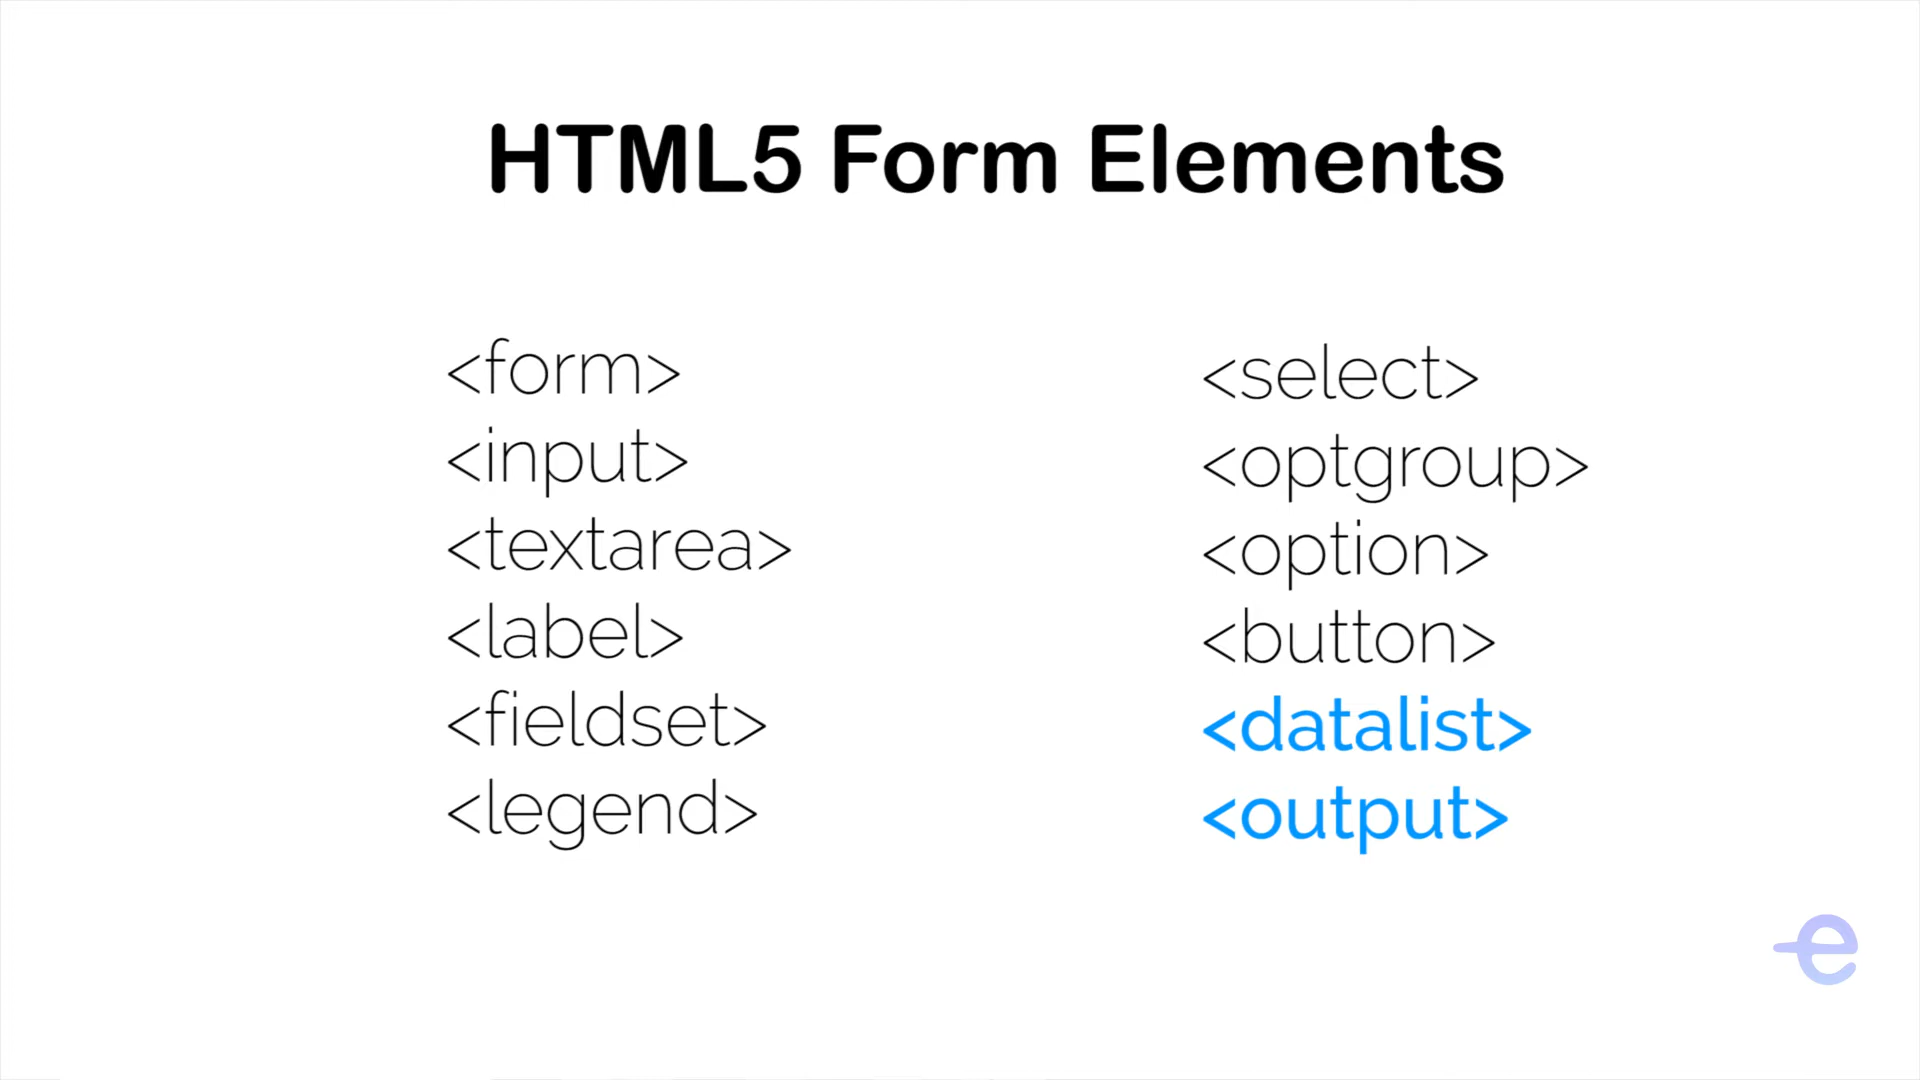 HTML5 Form Elements
<form>
<input>
<textarea>
<label>
<fieldset>
<legend>
<select>
<optgroup>
<option>
<button>
<datalist>
<output>
e